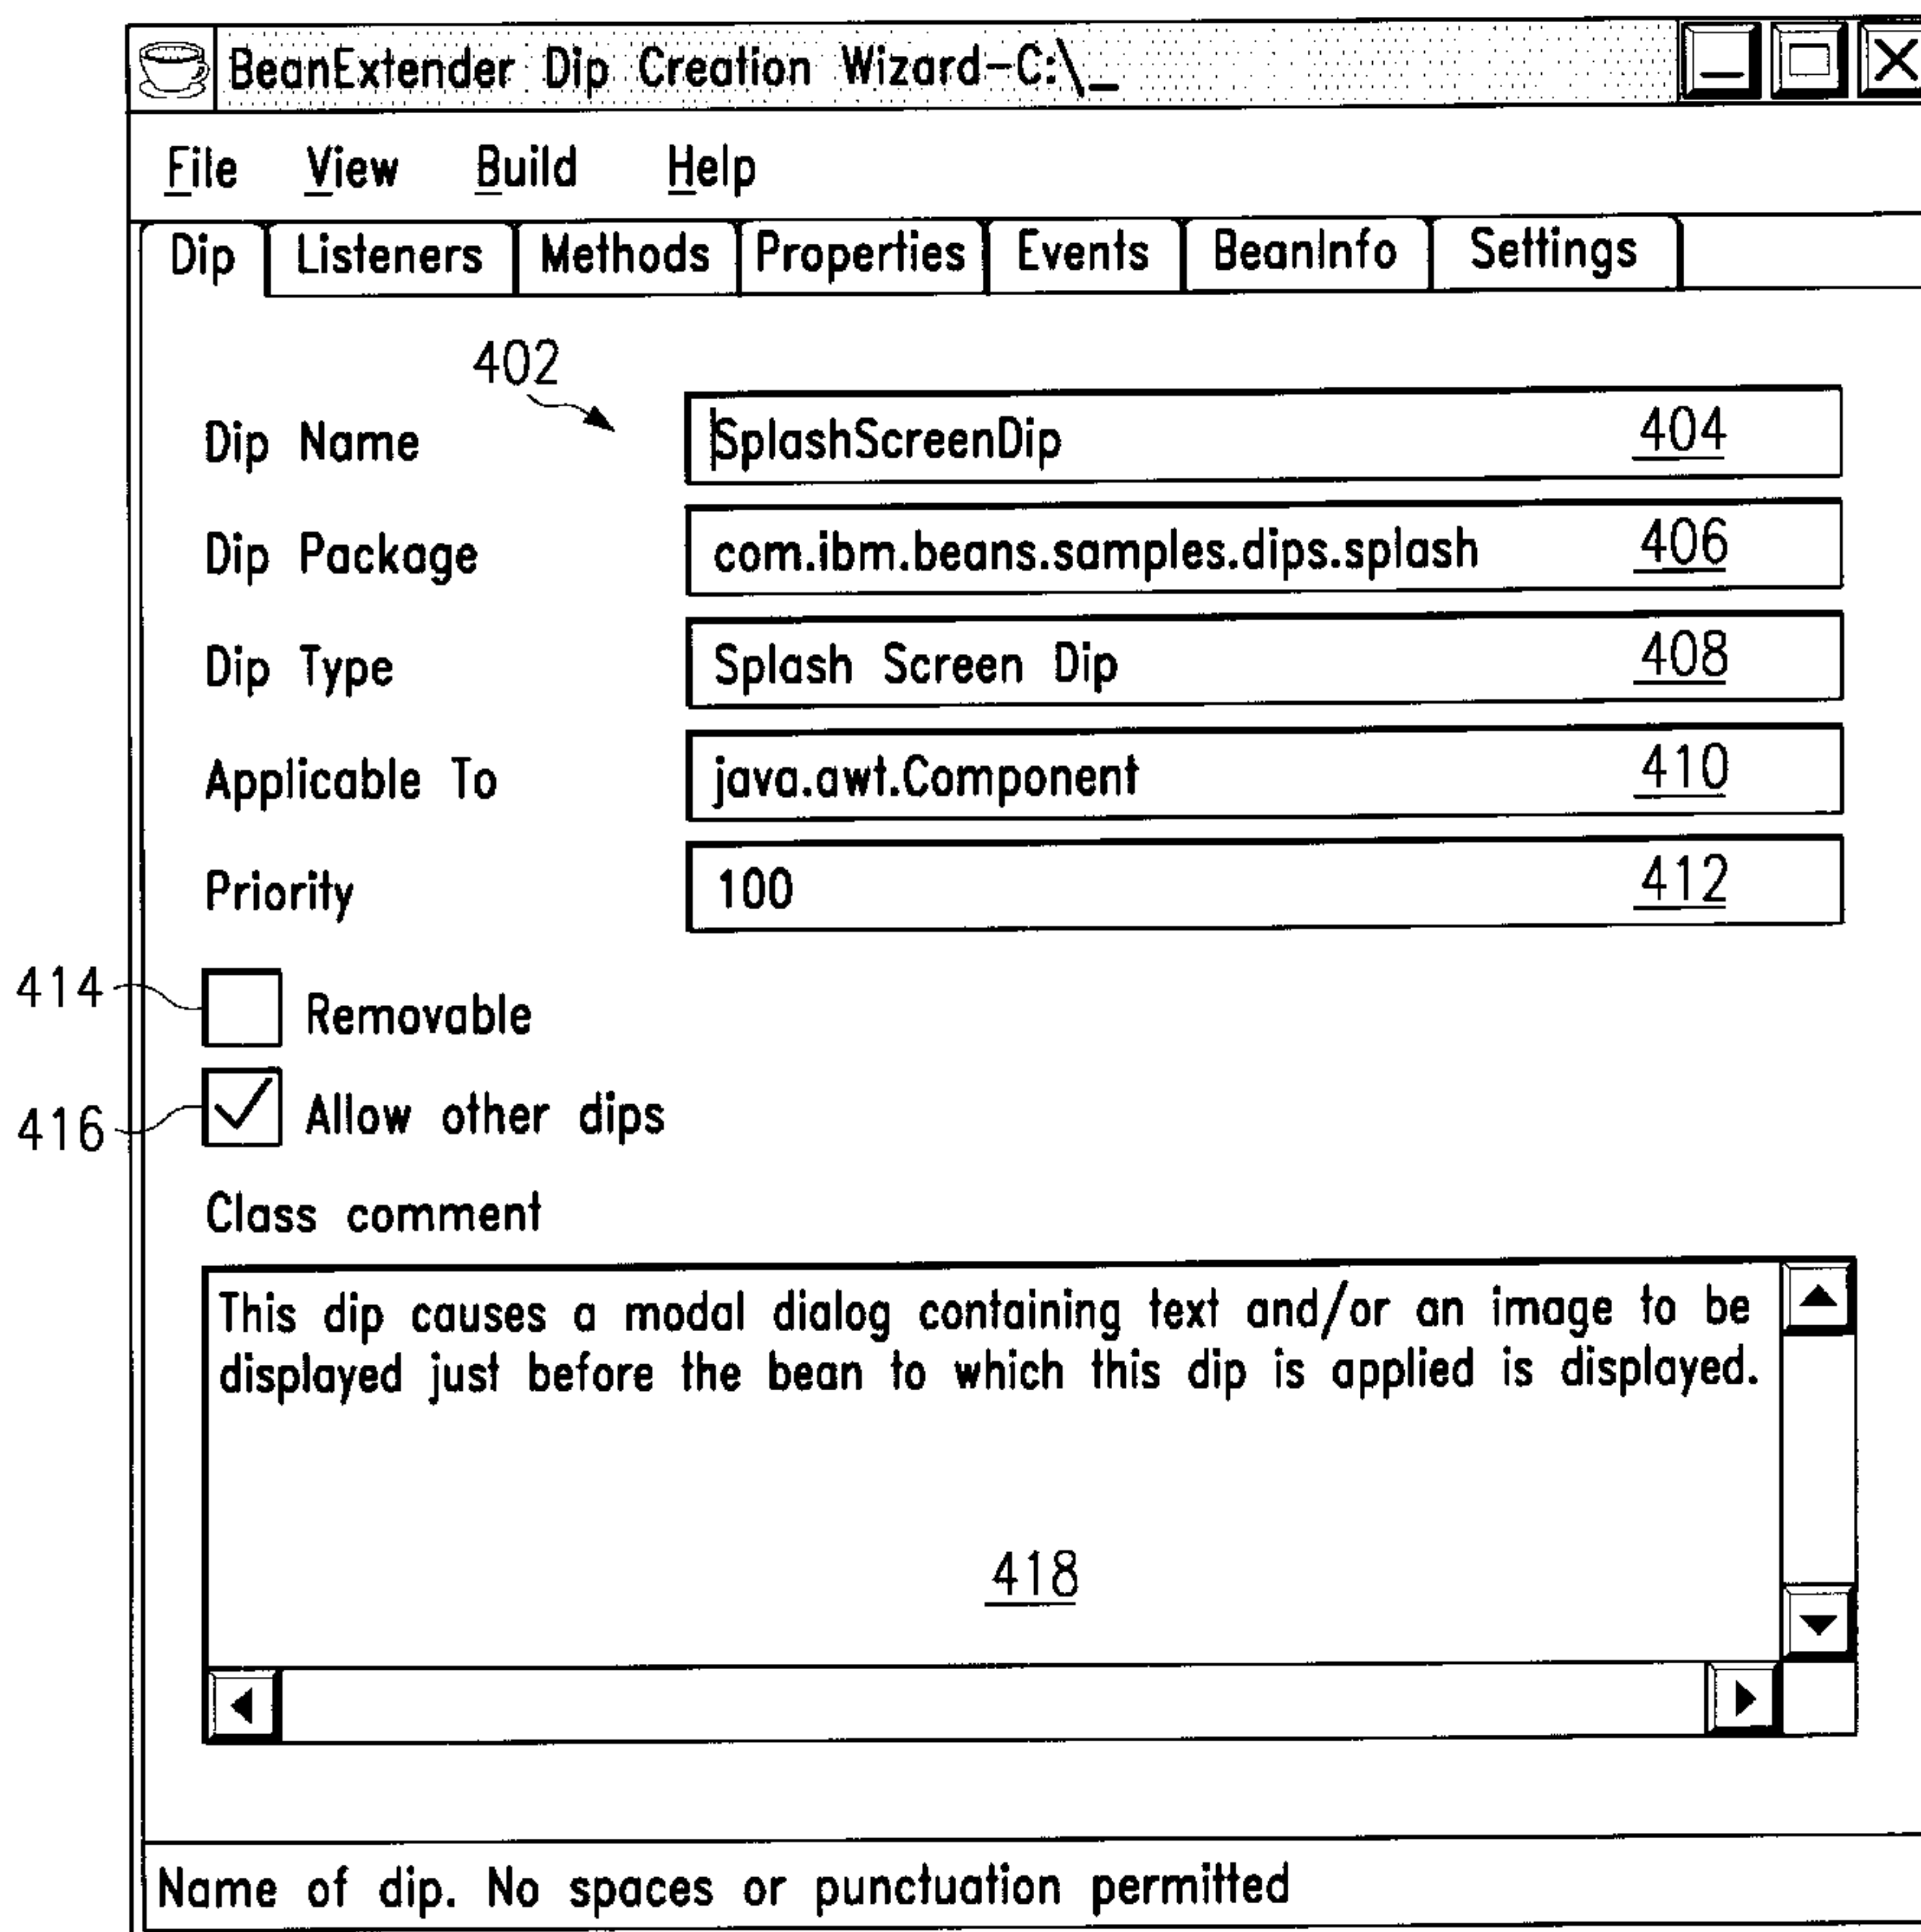 BeanExtender Dip Creation Wizard-C:\_
File View Build Help
Dip Listeners Methods Properties Events BeanInfo Settings
402
Dip Name SplashScreenDip 404
Dip Package com.ibm.beans.samples.dips.splash 406
Dip Type Splash Screen Dip 408
Applicable To java.awt.Component 410
Priority 100 412
414 Removable
416 Allow other dips
Class comment
This dip causes a modal dialog containing text and/or an image to be
displayed just before the bean to which this dip is applied is displayed.
418
Name of dip. No spaces or punctuation permitted